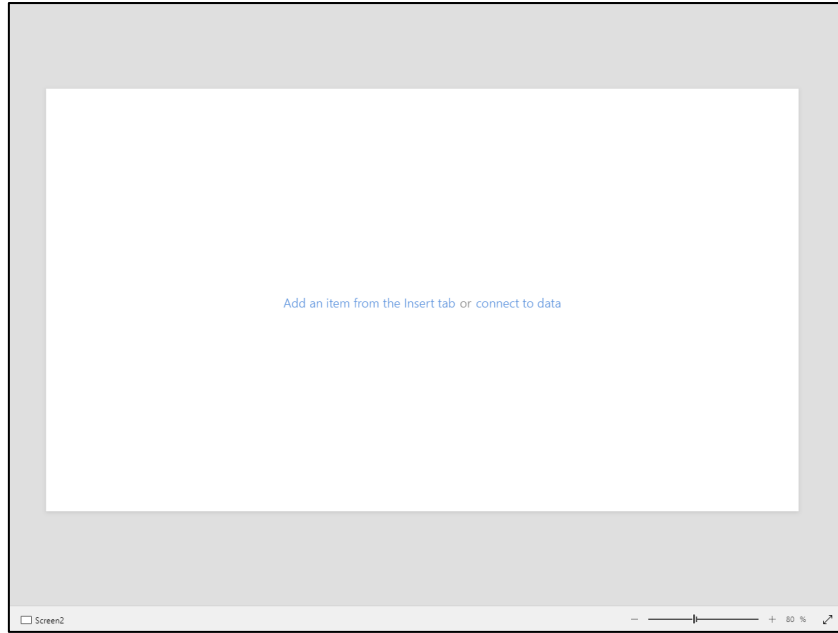 Add an item from the Insert tab or connect to data
Screen2
80 %